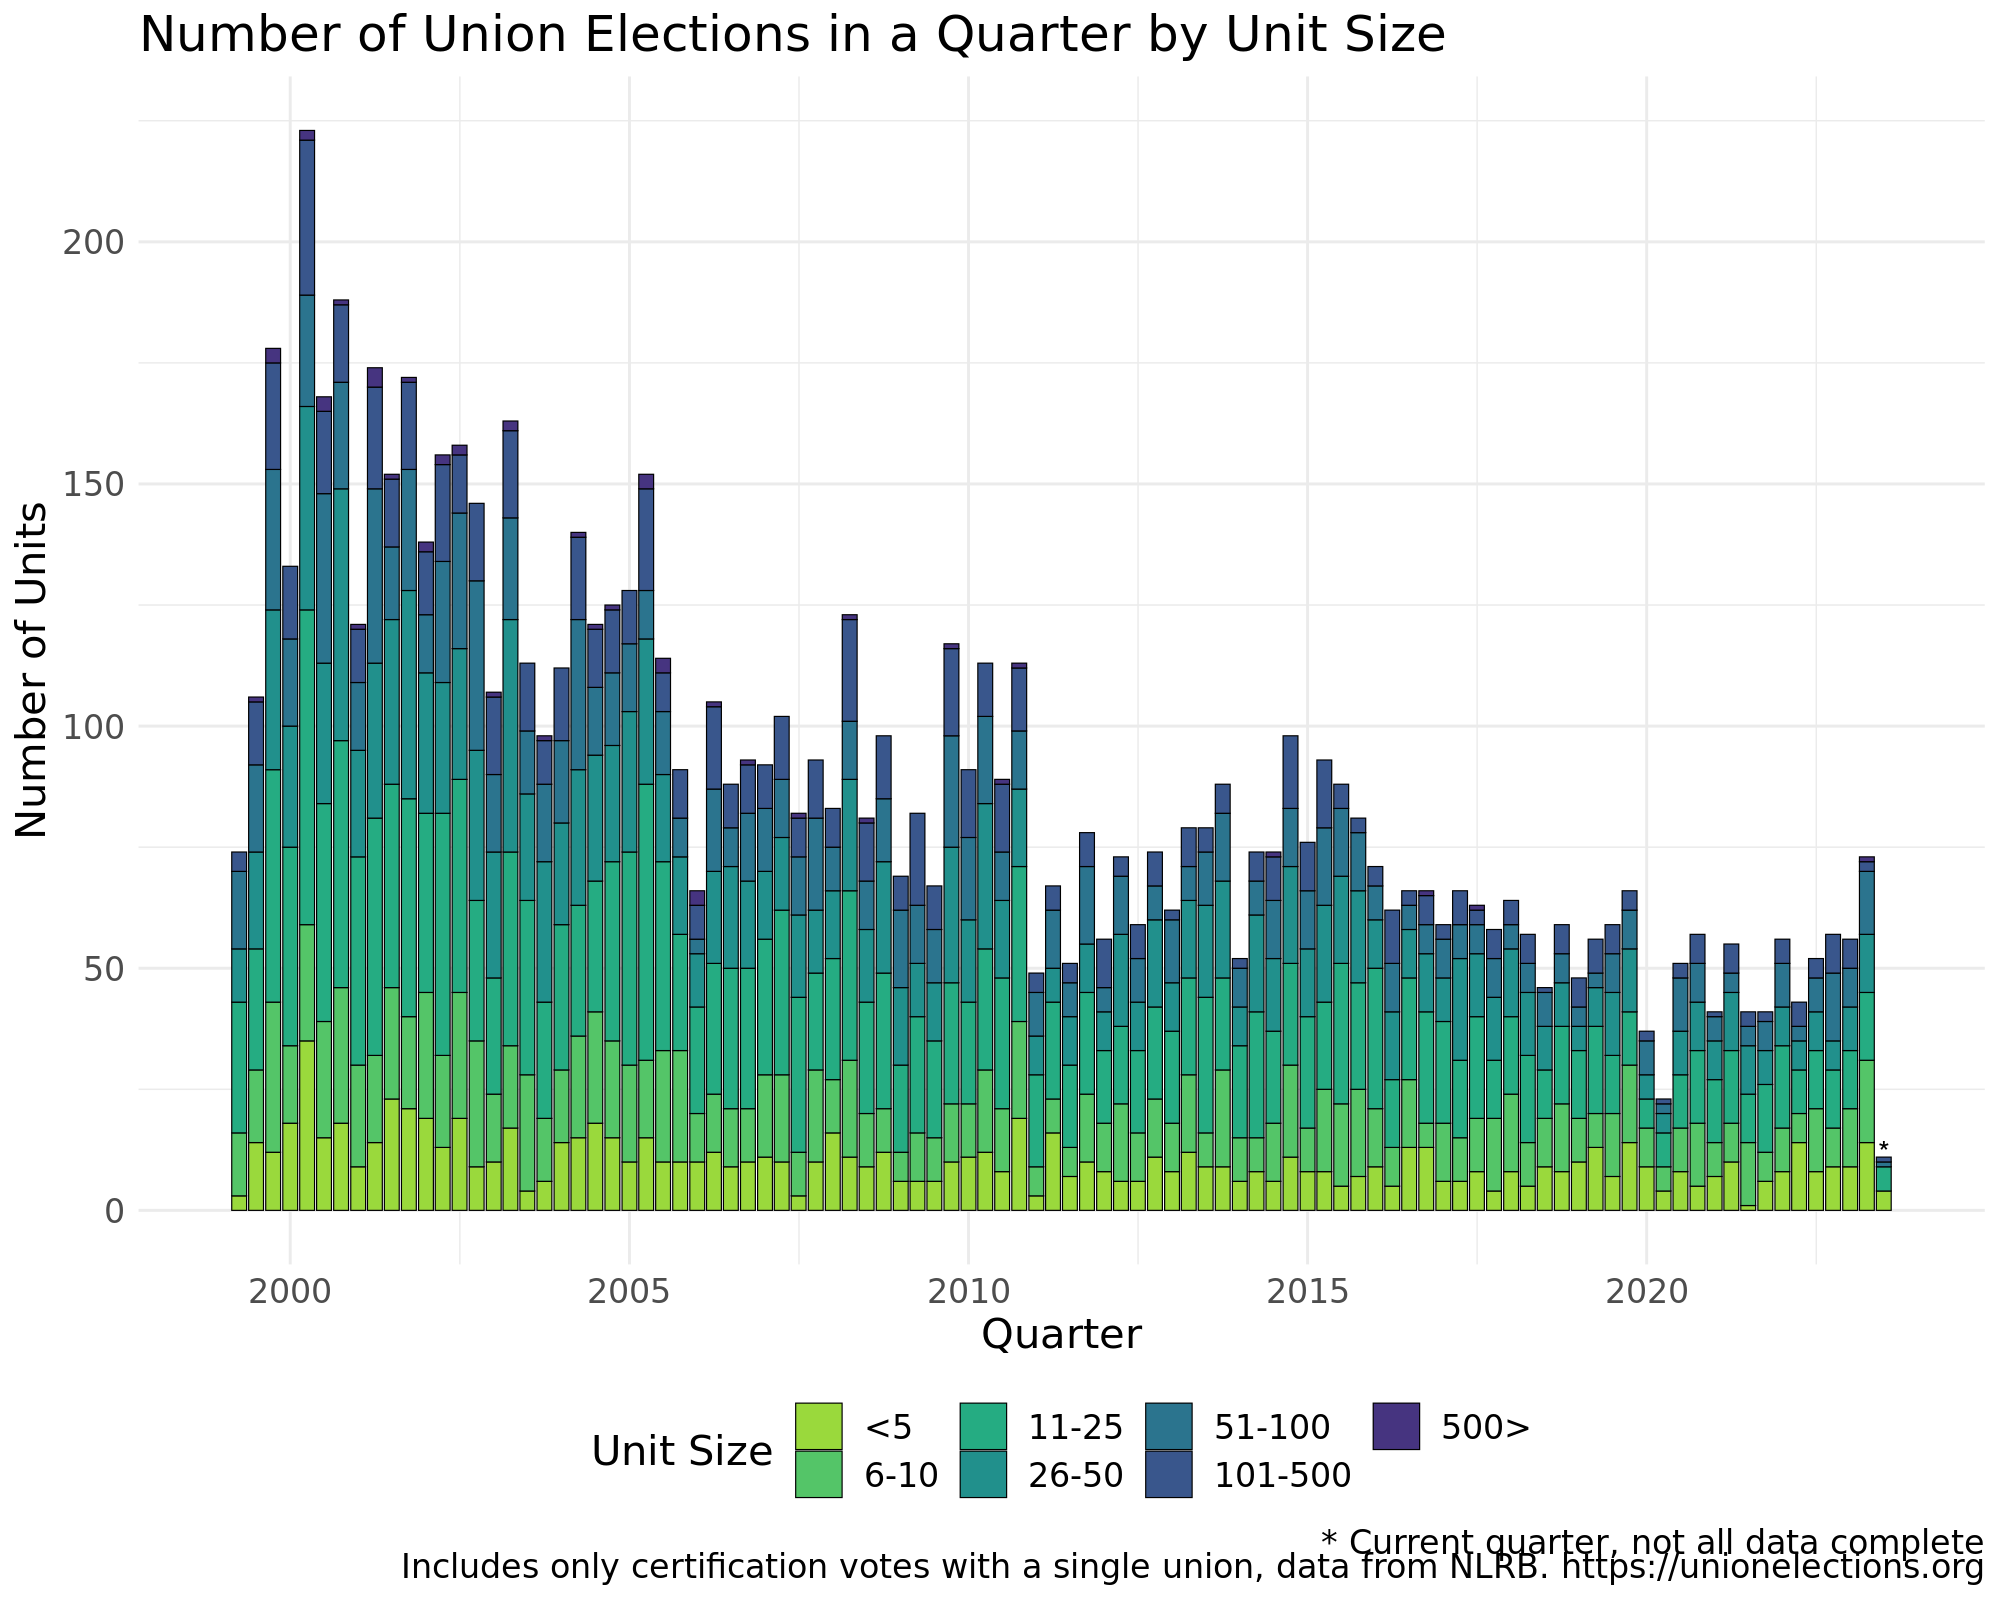 Number of Union Elections in a Quarter by Unit Size
Number of Units
200
150
100
50
0
*
2000 2005 2010 2015 2020
Quarter
Unit Size
<5 11-25 51-100 500>
6-10 26-50 101-500
* Current quarter, not all data complete
Includes only certification votes with a single union, data from NLRB. https://unionelections.org